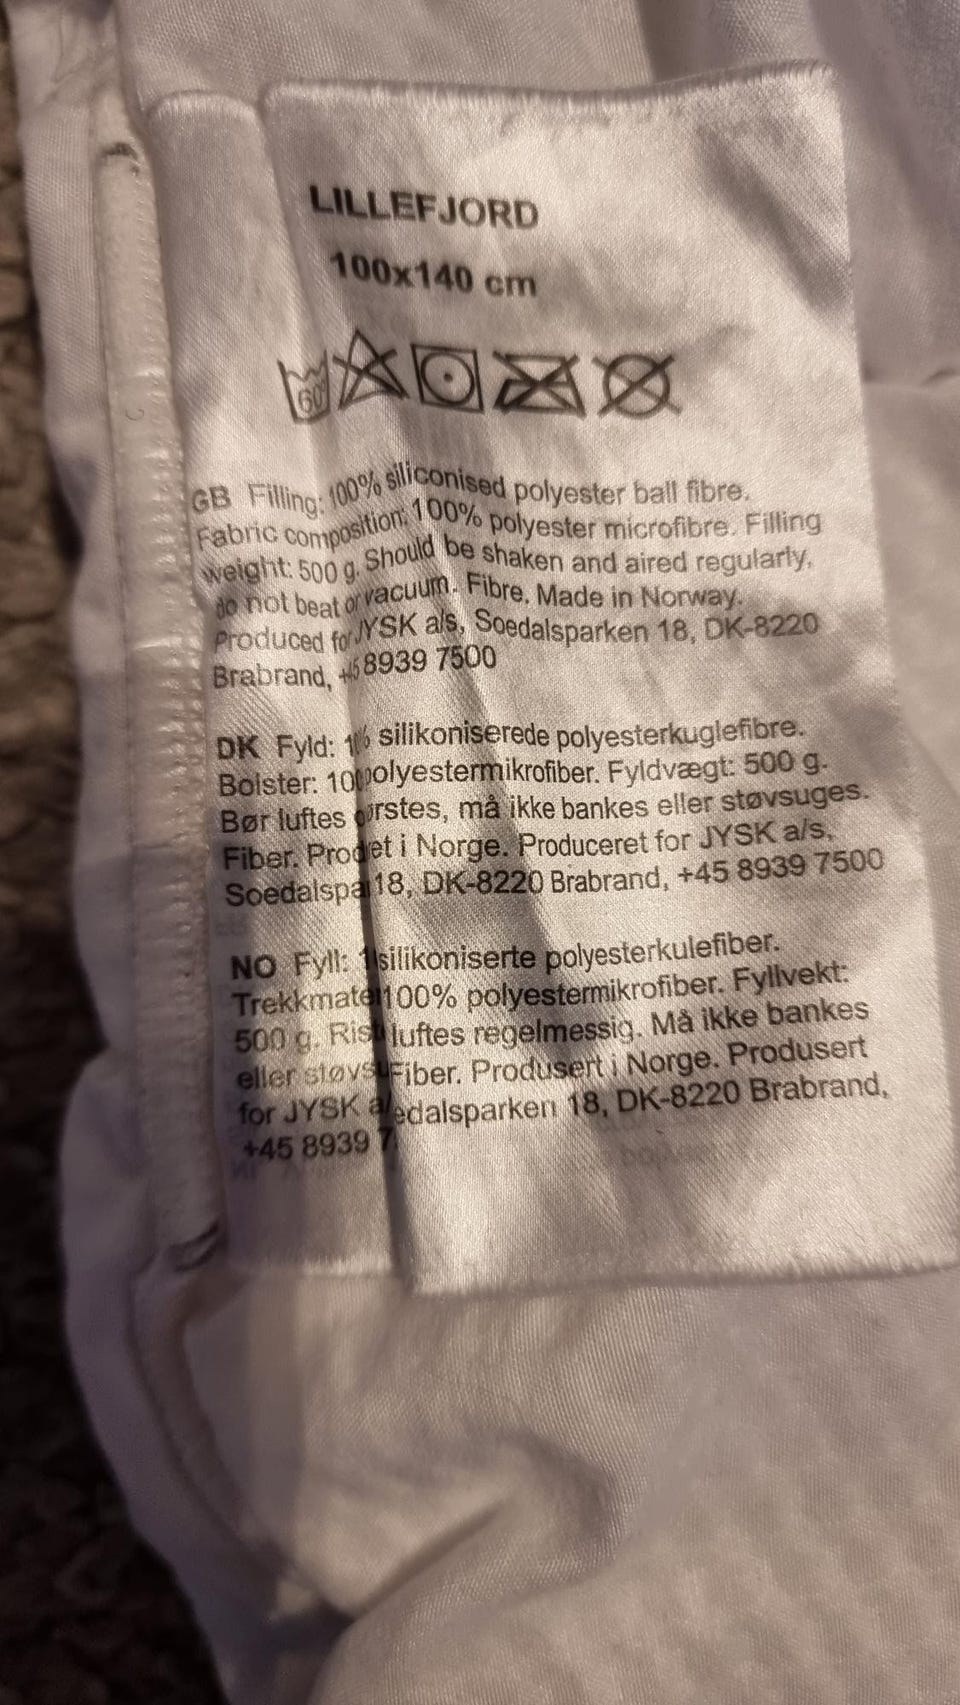 LILLEFJORD
100x140 cm
60°
GB Filling: 100% siliconised polyester ball fibre.
Fabric composition: 100% polyester microfibre. Filling
weight: 500 g. Should be shaken and aired regularly,
do not beat or vacuum. Fibre. Made in Norway.
Produced for JYSK a/s, Soedalsparken 18, DK-8220
Brabrand, +45 8939 7500
DK Fyld: silikoniserede polyesterkuglefibre.
Bolster: polyestermikrofiber. Fyldvægt: 500 g.
Bør luftes må ikke bankes eller støvsuges.
Fiber. i Norge. Produceret for JYSK a/s,
18, DK-8220 Brabrand, +45 8939 7500
NO Fyll: silikoniserte polyesterkulefiber.
100% polyestermikrofiber. Fyllvekt:
500 g. luftes regelmessig. Må ikke bankes
eller Fiber. Produsert i Norge. Produsert
for JYSK 18, DK-8220 Brabrand,
+45 8939